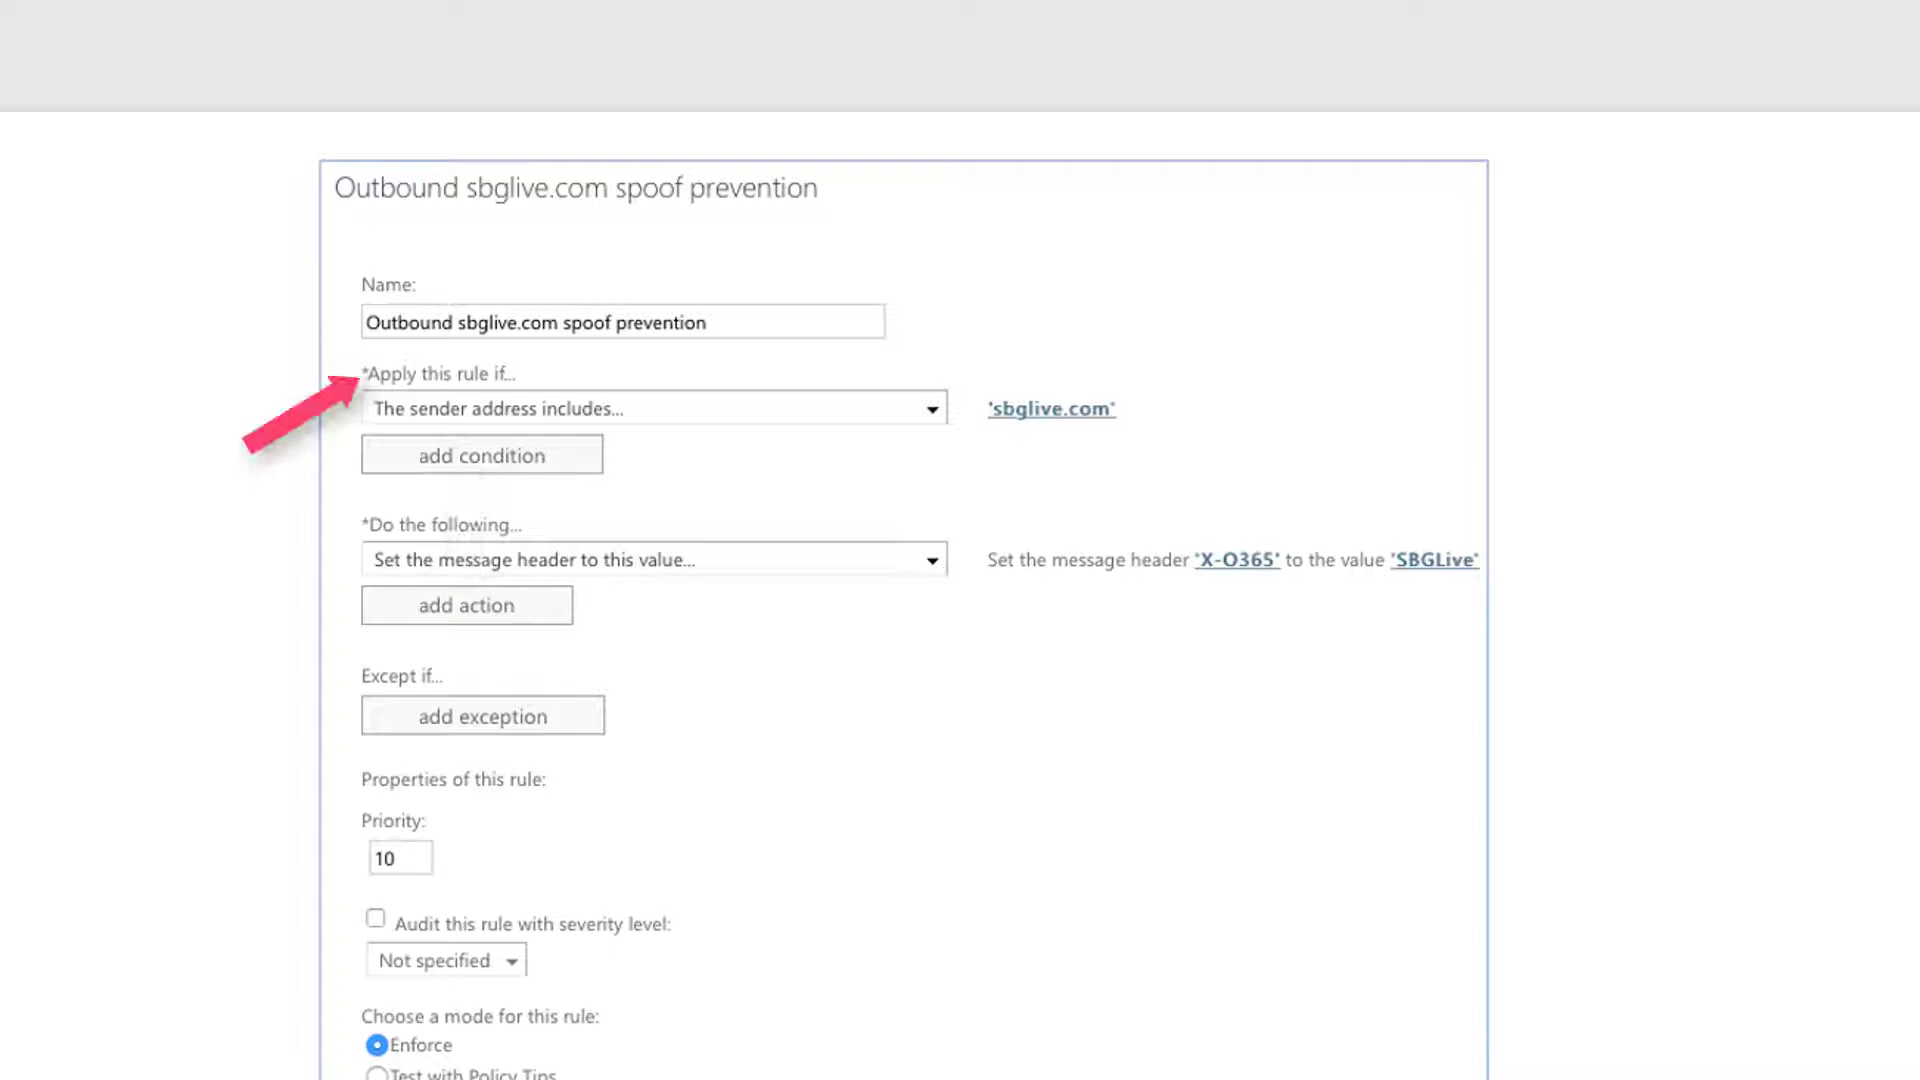 Outbound sbglive.com spoof prevention
Name:
Outbound sbglive.com spoof prevention
*Apply this rule if...
The sender address includes... 'sbglive.com'
add condition
*Do the following...
Set the message header to this value... Set the message header 'X-O365' to the value 'SBGLive'
add action
Except if...
add exception
Properties of this rule:
Priority:
10
Audit this rule with severity level:
Not specified
Choose a mode for this rule:
Enforce
Test with Policy Tips